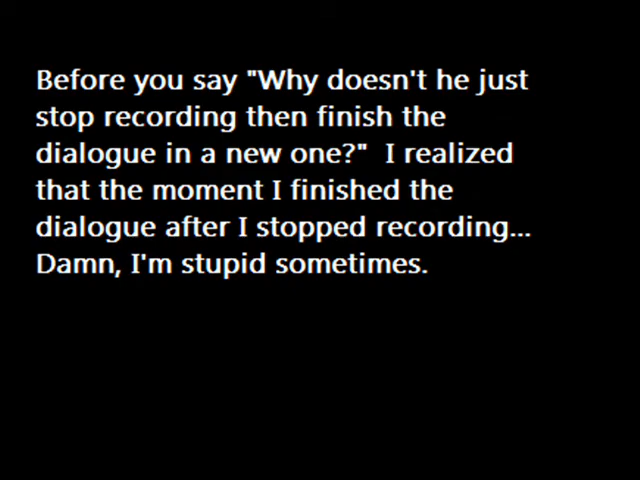 Before you say "Why doesn't he just
stop recording then finish the
dialogue in a new one?"  I realized
that the moment I finished the
dialogue after I stopped recording...
Damn, I'm stupid sometimes.